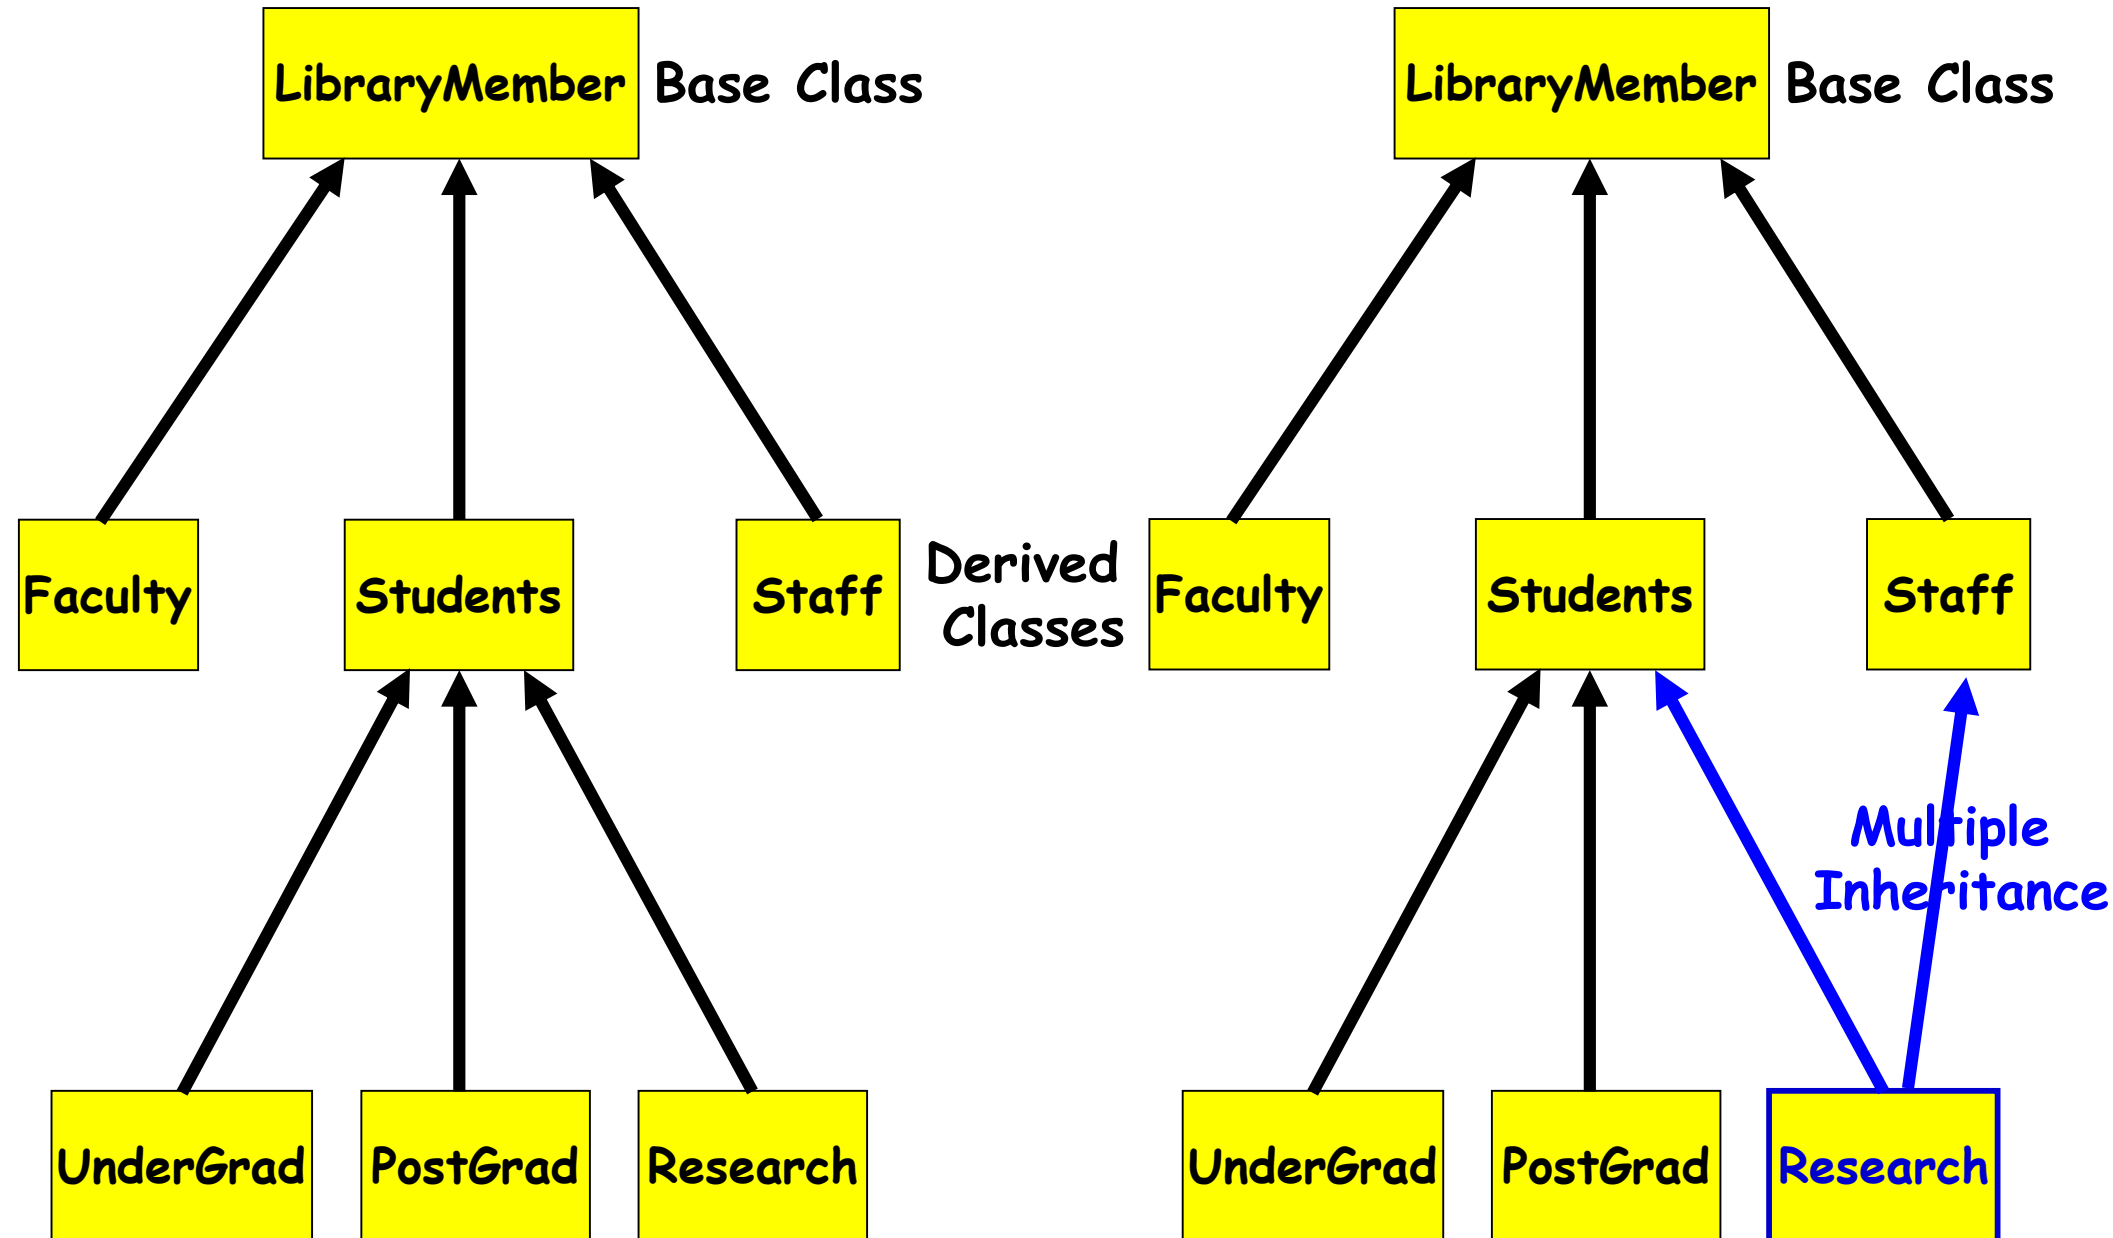 LibraryMember Base Class
Faculty
Students
Staff
Derived
Classes
UnderGrad
PostGrad
Research
LibraryMember Base Class
Faculty
Students
Staff
Multiple
Inheritance
UnderGrad
PostGrad
Research